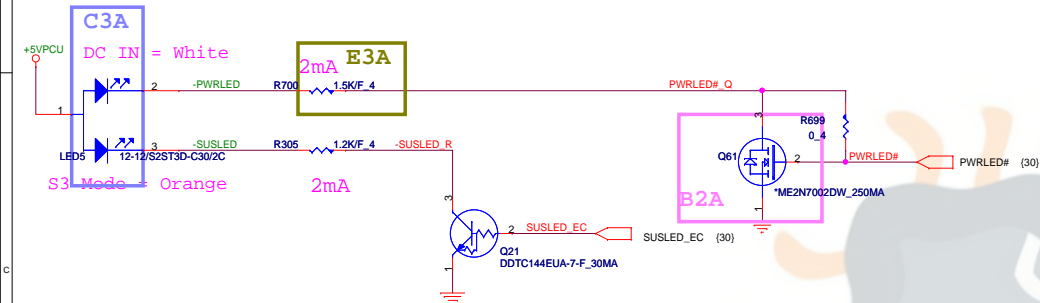 C3A
+5VPCU
DC IN = White
E3A
2mA
1
2
-PWRLED
R700
1.5K/F_4
PWRLED#_Q
3
R699
0_4
3
-SUSLED
R305
1.2K/F_4
-SUSLED_R
LED5
12-12/S2ST3D-C30/2C
Q61
2
PWRLED#
PWRLED# {30}
S3 Mode = Orange
2mA
*ME2N7002DW_250MA
B2A
1
3
2
SUSLED_EC
SUSLED_EC {30}
Q21
DDTC144EUA-7-F_30MA
1
C